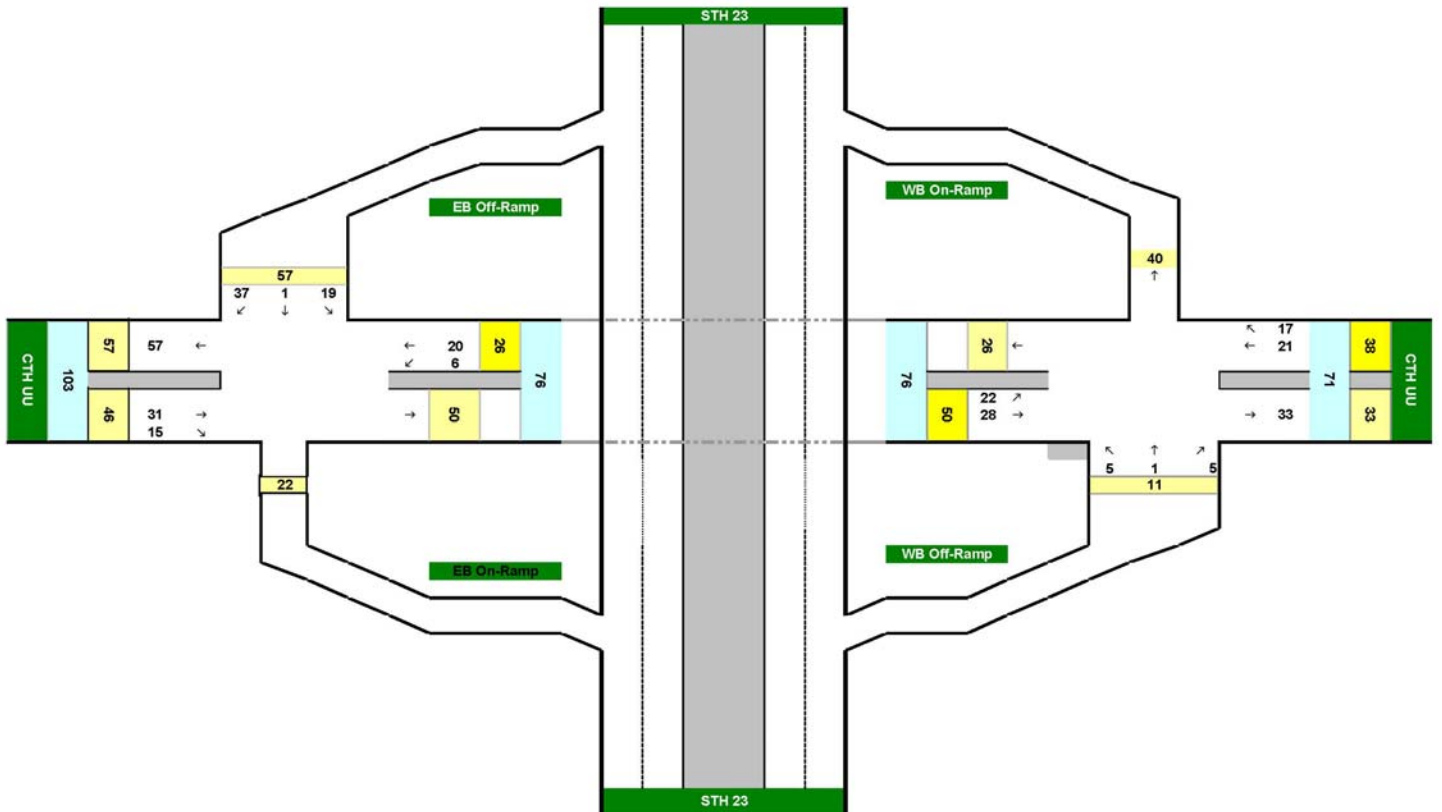 STH 23
WB On-Ramp
EB Off-Ramp
40
↑
57
37 1 19
↙ ↓ ↘
CTH UU
103
57
57 ←
← 20
↙ 6
26
76
46
31 →
15 ↘
→
50
76
26
←
50
22 ↗
28 →
↖ 17
← 21
38
71
CTH UU
→ 33
33
↖ ↑ ↗
5 1 5
11
22
WB Off-Ramp
EB On-Ramp
STH 23